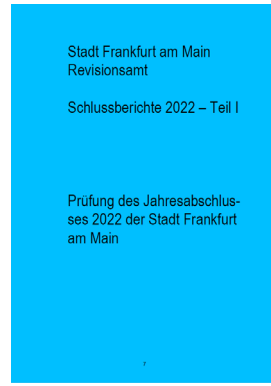 Stadt Frankfurt am Main
Revisionsamt
Schlussberichte 2022 – Teil I
Prüfung des Jahresabschlus-
ses 2022 der Stadt Frankfurt
am Main